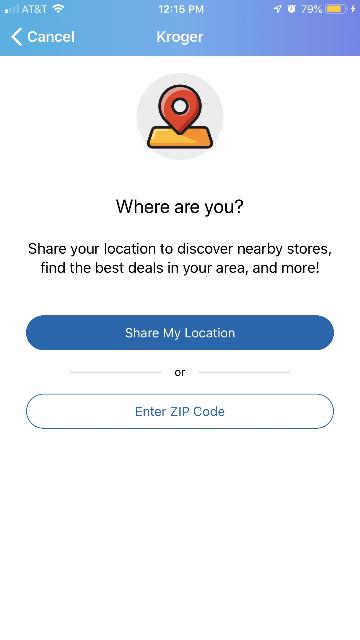 AT&T 12:15 PM 79%
Cancel Kroger
Where are you?
Share your location to discover nearby stores,
find the best deals in your area, and more!
Share My Location
or
Enter ZIP Code